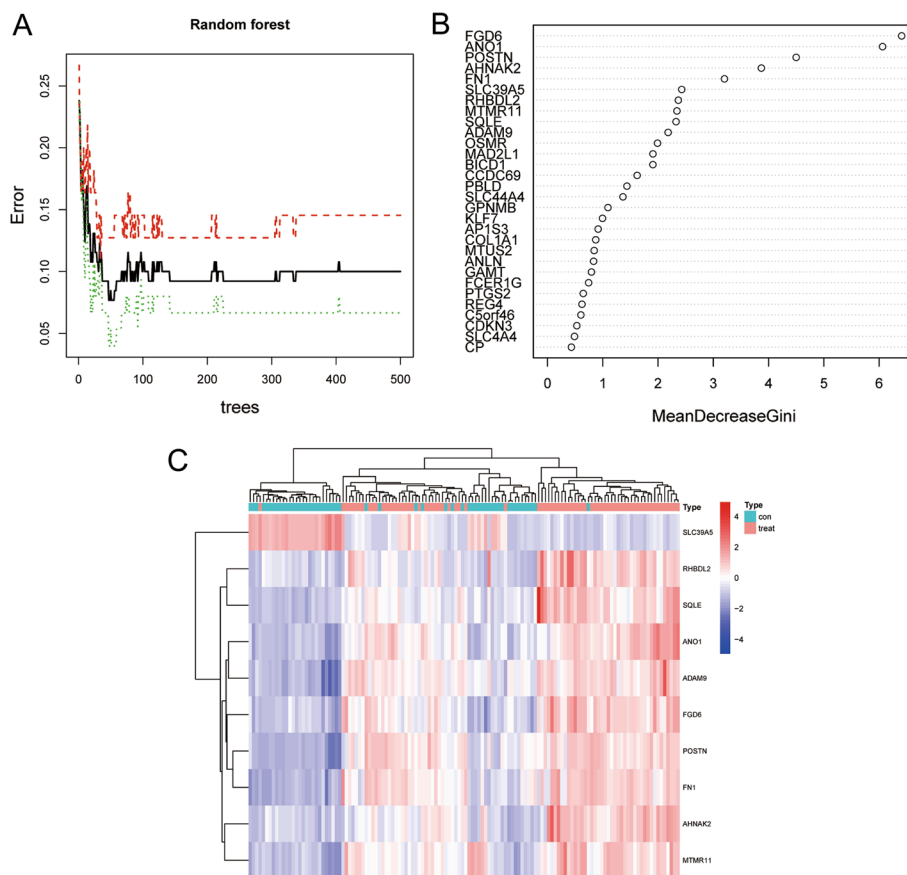 A
Random forest
Error
0.25
0.20
0.15
0.10
0.05
0
100
200
300
400
500
trees
B
FGD6
ANO1
POSTN
AHNAK2
FN1
SLC39A5
RHBDL2
MTMR11
SQLE
ADAM9
OSMR
MAD2L1
BICD1
CCDC69
PBLD
SLC44A4
GPNMB
KLF7
AP1S3
COL1A1
MTUS2
ANLN
GAMT
FCER1G
PTGS2
REG4
C5orf46
CDKN3
SLC4A4
CP
0
1
2
3
4
5
6
MeanDecreaseGini
C
Type
SLC39A5
RHBDL2
SQLE
ANO1
ADAM9
FGD6
POSTN
FN1
AHNAK2
MTMR11
4
2
0
−2
−4
Type
con
treat